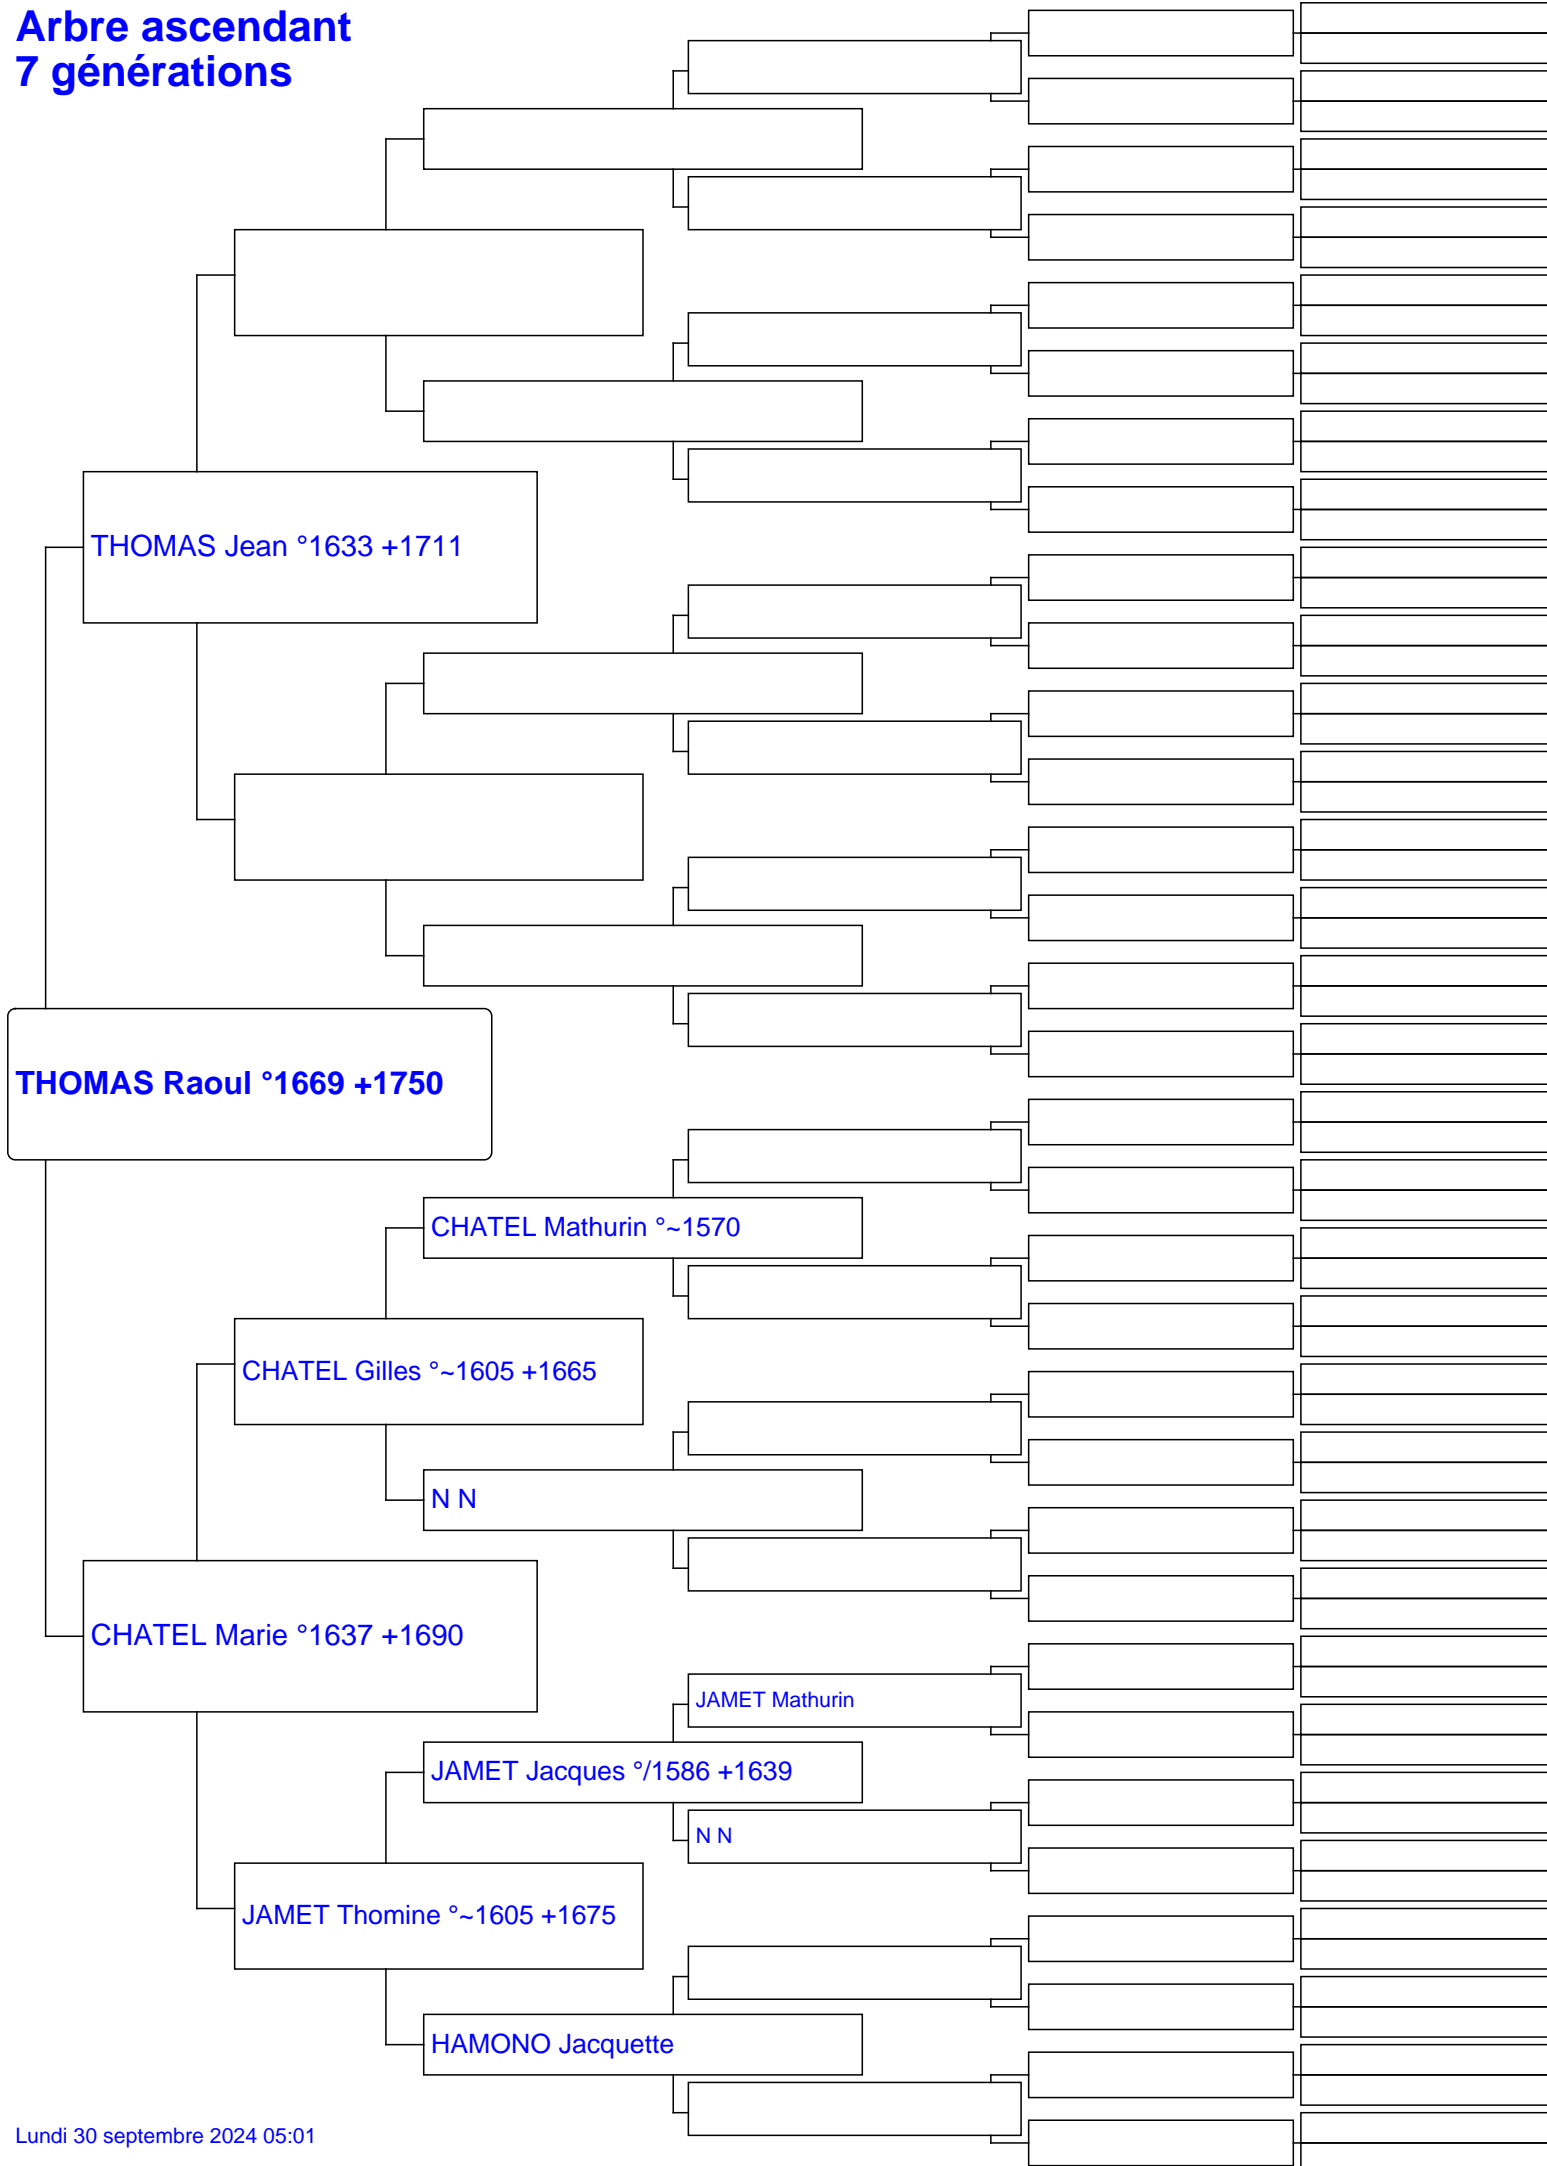 Arbre ascendant
7 générations
THOMAS Jean °1633 +1711
THOMAS Raoul °1669 +1750
CHATEL Mathurin °~1570
CHATEL Gilles °~1605 +1665
N N
CHATEL Marie °1637 +1690
JAMET Mathurin
JAMET Jacques °/1586 +1639
N N
JAMET Thomine °~1605 +1675
HAMONO Jacquette
Lundi 30 septembre 2024 05:01